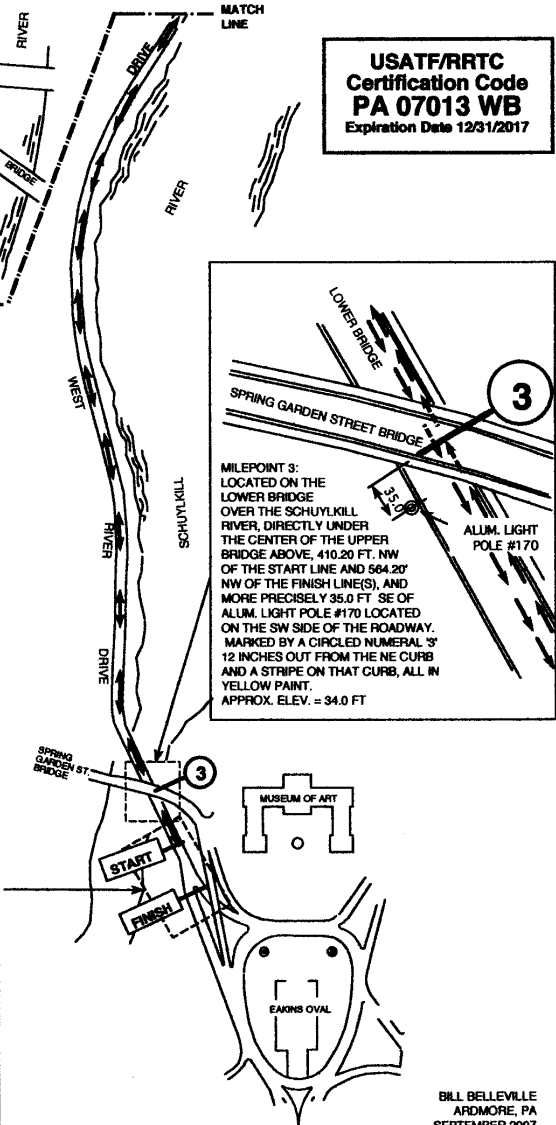 MATCH
LINE
RIVER
DRIVE
BRIDGE
RIVER
USATF/RRTC
Certification Code
PA 07013 WB
Expiration Date 12/31/2017
WEST
RIVER
DRIVE
SCHUYLKILL
LOWER BRIDGE
SPRING GARDEN STREET BRIDGE
3
35.0
ALUM. LIGHT
POLE #170
MILEPOINT 3:
LOCATED ON THE
LOWER BRIDGE
OVER THE SCHUYLKILL
RIVER, DIRECTLY UNDER
THE CENTER OF THE UPPER
BRIDGE ABOVE, 410.20 FT. NW
OF THE START LINE AND 564.20'
NW OF THE FINISH LINE(S), AND
MORE PRECISELY 35.0 FT SE OF
ALUM. LIGHT POLE #170 LOCATED
ON THE SW SIDE OF THE ROADWAY.
MARKED BY A CIRCLED NUMERAL '3'
12 INCHES OUT FROM THE NE CURB
AND A STRIPE ON THAT CURB, ALL IN
YELLOW PAINT.
APPROX. ELEV. = 34.0 FT
SPRING
GARDEN ST.
BRIDGE
3
MUSEUM OF ART
START
FINISH
EAKINS OVAL
BILL BELLEVILLE
ARDMORE, PA
SEPTEMBER 2007